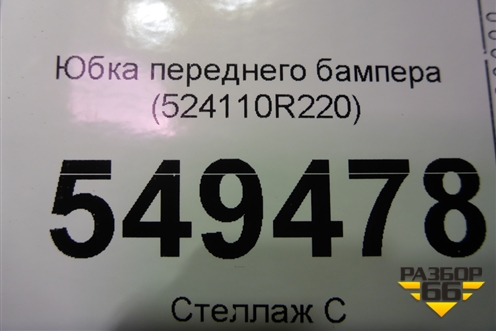 Юбка переднего бампера
(524110R220)
549478
РАЗБОР
66
Стеллаж С